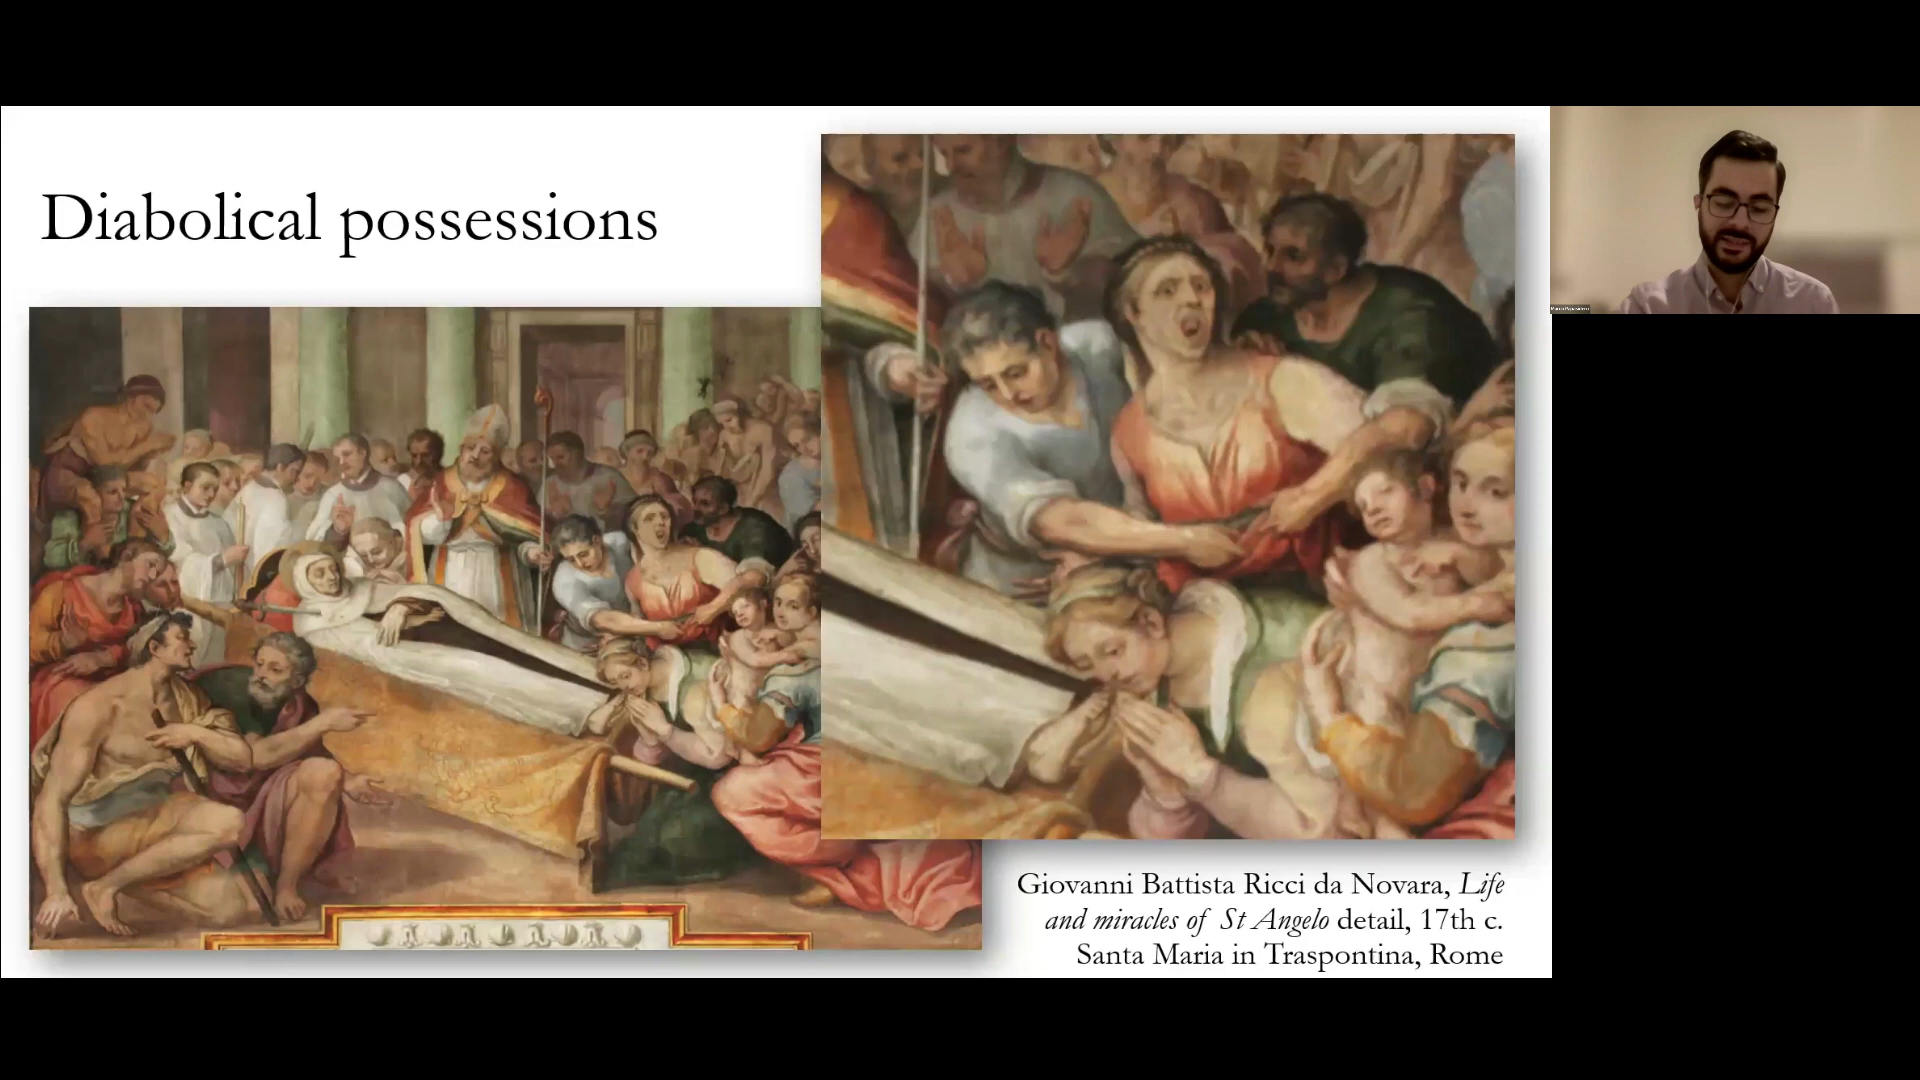 Diabolical possessions
Giovanni Battista Ricci da Novara, Life
and miracles of St Angelo detail, 17th c.
Santa Maria in Traspontina, Rome